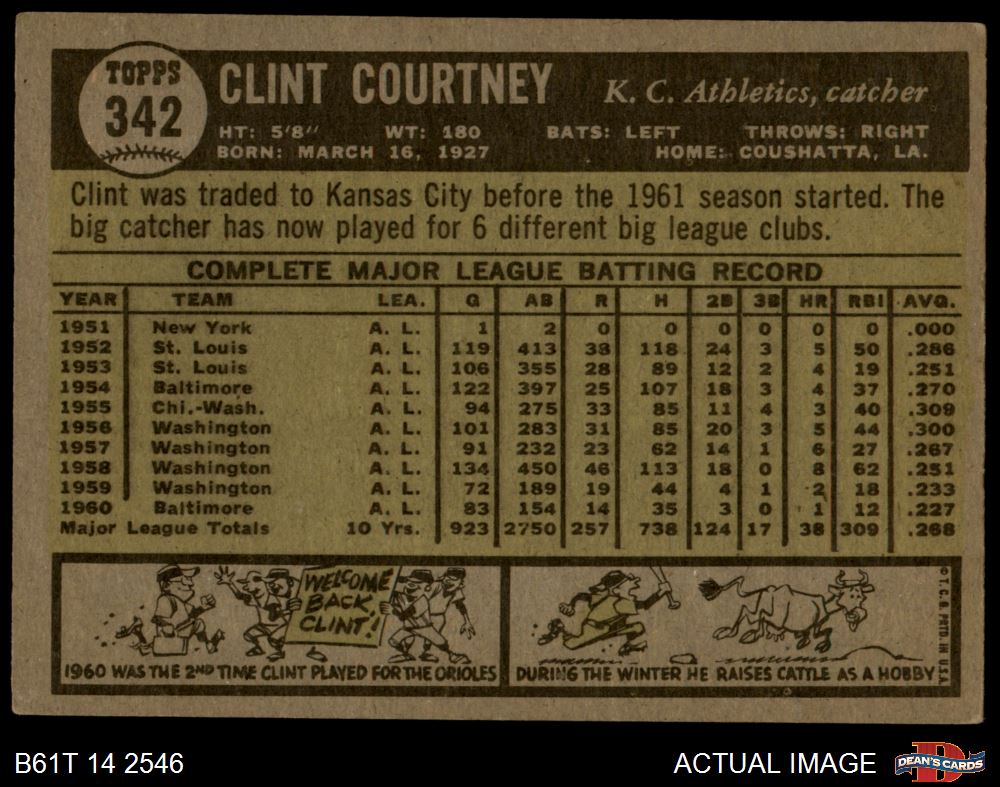 TOPPS
342
CLINT COURTNEY
K. C. Athletics, catcher
HT: 5'8" WT: 180 BATS: LEFT THROWS: RIGHT
BORN: MARCH 16, 1927 HOME: COUSHATTA, LA.
Clint was traded to Kansas City before the 1961 season started. The
big catcher has now played for 6 different big league clubs.
COMPLETE MAJOR LEAGUE BATTING RECORD
YEAR TEAM LEA. G AB R H 2B 3B HR RBI AVG.
1951 New York A. L. 1 2 0 0 0 0 0 0 .000
1952 St. Louis A. L. 119 413 38 118 24 3 5 50 .286
1953 St. Louis A. L. 106 355 28 89 12 2 4 19 .251
1954 Baltimore A. L. 122 397 25 107 18 3 4 37 .270
1955 Chi.-Wash. A. L. 94 275 33 85 11 4 3 40 .309
1956 Washington A. L. 101 283 31 85 20 3 5 44 .300
1957 Washington A. L. 91 232 23 62 14 1 6 27 .267
1958 Washington A. L. 134 450 46 113 18 0 8 62 .251
1959 Washington A. L. 72 189 19 44 4 1 2 18 .233
1960 Baltimore A. L. 83 154 14 35 3 0 1 12 .227
Major League Totals 10 Yrs. 923 2750 257 738 124 17 38 309 .268
WELCOME
BACK,
CLINT!
1960 WAS THE 2ND TIME CLINT PLAYED FOR THE ORIOLES
DURING THE WINTER HE RAISES CATTLE AS A HOBBY
© T. C. G. PRTD. IN U.S.A.
B61T 14 2546
ACTUAL IMAGE
D
DEAN'S CARDS